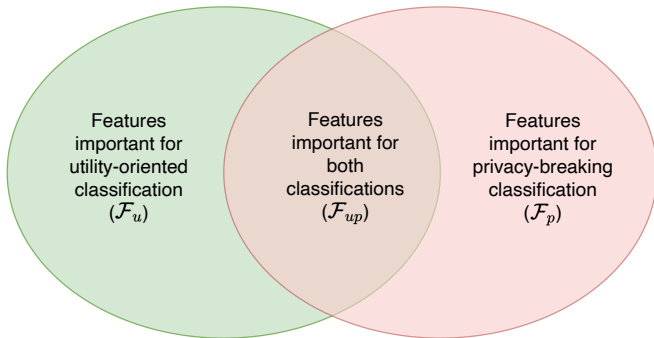 Features
important for
utility-oriented
classification
(𝓕ᵤ)
Features
important for
both
classifications
(𝓕ᵤₚ)
Features
important for
privacy-breaking
classification
(𝓕ₚ)